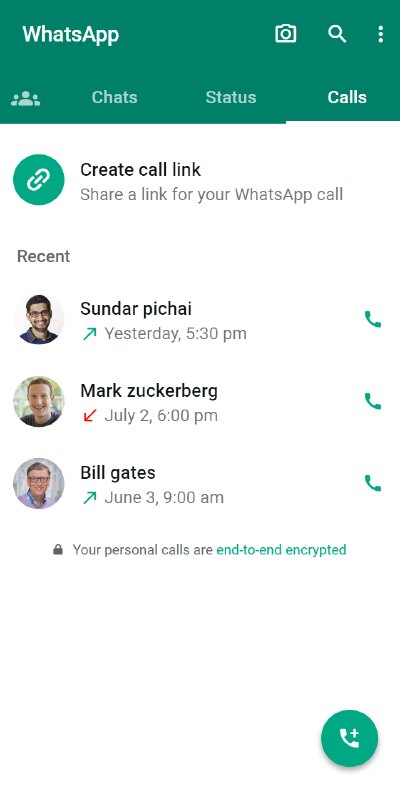 WhatsApp
Chats
Status
Calls
Create call link
Share a link for your WhatsApp call
Recent
Sundar pichai
Yesterday, 5:30 pm
Mark zuckerberg
July 2, 6:00 pm
Bill gates
June 3, 9:00 am
Your personal calls are end-to-end encrypted